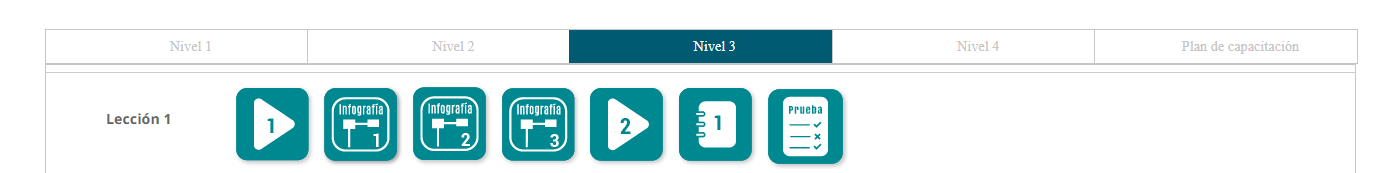 Nivel 1 Nivel 2 Nivel 3 Nivel 4 Plan de capacitación
Lección 1
1
Infografía 1
Infografía 2
Infografía 3
2
1
Prueba